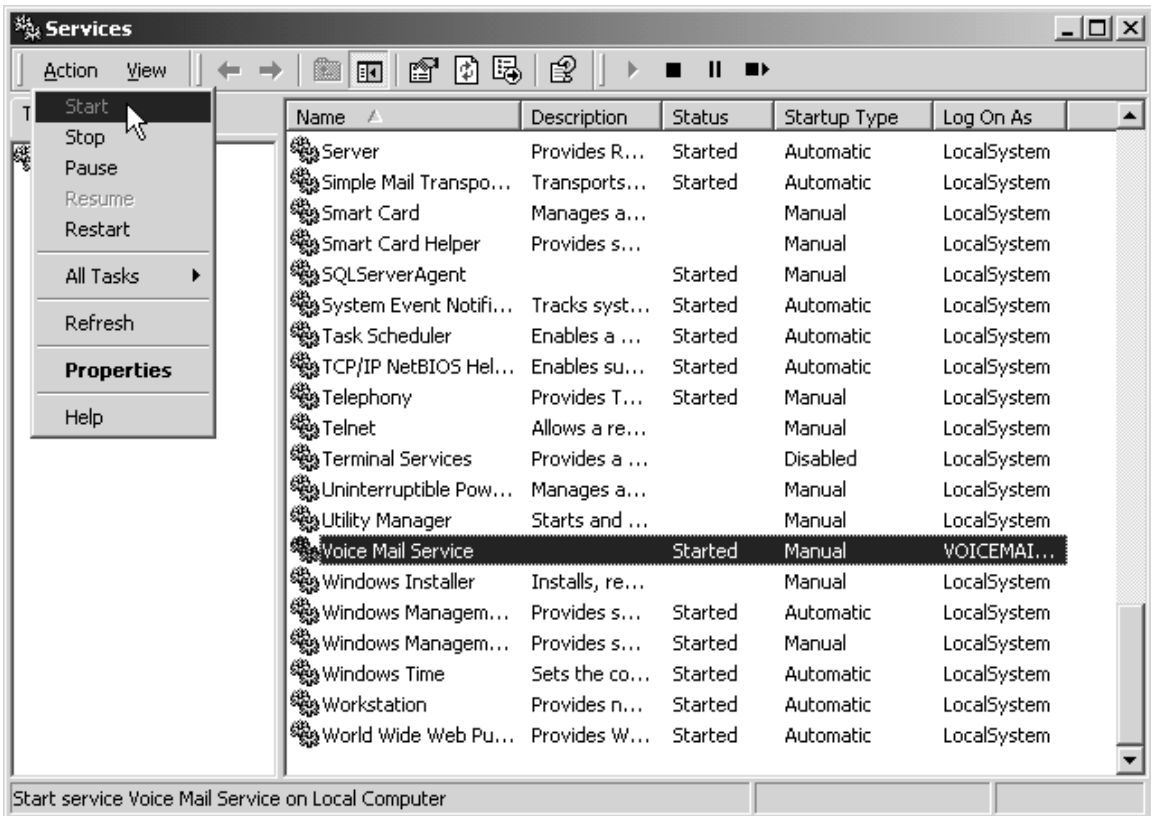 Services
Action View
T
Start
Stop
Pause
Resume
Restart
All Tasks
Refresh
Properties
Help
Name Description Status Startup Type Log On As
Server Provides R... Started Automatic LocalSystem
Simple Mail Transpo... Transports... Started Automatic LocalSystem
Smart Card Manages a... Manual LocalSystem
Smart Card Helper Provides s... Manual LocalSystem
SQLServerAgent Started Manual LocalSystem
System Event Notifi... Tracks syst... Started Automatic LocalSystem
Task Scheduler Enables a ... Started Automatic LocalSystem
TCP/IP NetBIOS Hel... Enables su... Started Automatic LocalSystem
Telephony Provides T... Started Manual LocalSystem
Telnet Allows a re... Manual LocalSystem
Terminal Services Provides a ... Disabled LocalSystem
Uninterruptible Pow... Manages a... Manual LocalSystem
Utility Manager Starts and ... Manual LocalSystem
Voice Mail Service Started Manual VOICEMAI...
Windows Installer Installs, re... Manual LocalSystem
Windows Managem... Provides s... Started Automatic LocalSystem
Windows Managem... Provides s... Started Manual LocalSystem
Windows Time Sets the co... Started Automatic LocalSystem
Workstation Provides n... Started Automatic LocalSystem
World Wide Web Pu... Provides W... Started Automatic LocalSystem
Start service Voice Mail Service on Local Computer